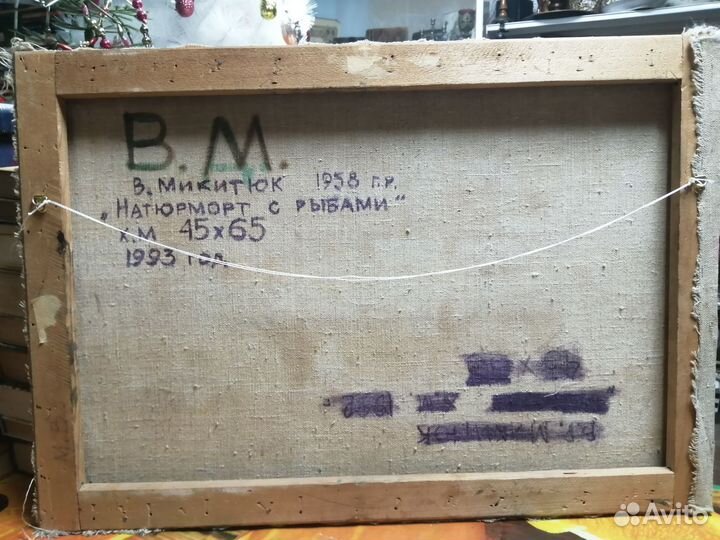 В.М.
В. МИКИТЮК 1958 г.р.
„НАТЮРМОРТ С РЫБАМИ“
Х.М 45х65
1993 год.
Avito